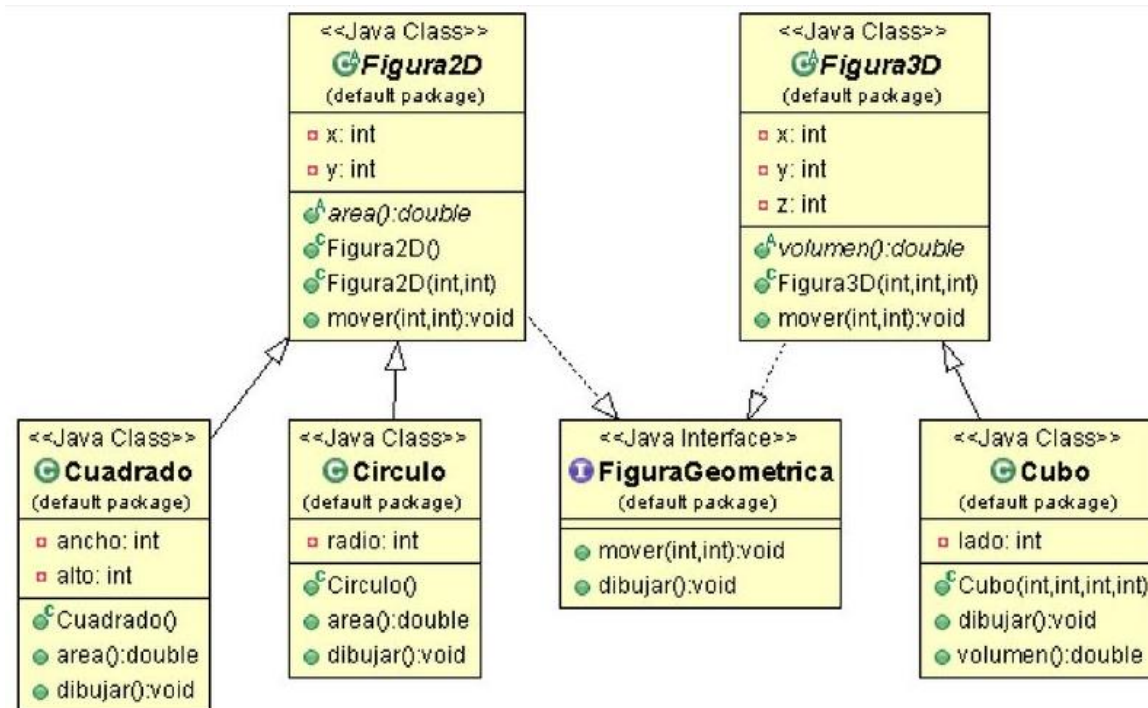 <<Java Class>>
Figura2D
(default package)
x: int
y: int
area():double
Figura2D()
Figura2D(int,int)
mover(int,int):void
<<Java Class>>
Figura3D
(default package)
x: int
y: int
z: int
volumen():double
Figura3D(int,int,int)
mover(int,int):void
<<Java Class>>
Cuadrado
(default package)
ancho: int
alto: int
Cuadrado()
area():double
dibujar():void
<<Java Class>>
Circulo
(default package)
radio: int
Circulo()
area():double
dibujar():void
<<Java Interface>>
FiguraGeometrica
(default package)
mover(int,int):void
dibujar():void
<<Java Class>>
Cubo
(default package)
lado: int
Cubo(int,int,int,int)
dibujar():void
volumen():double